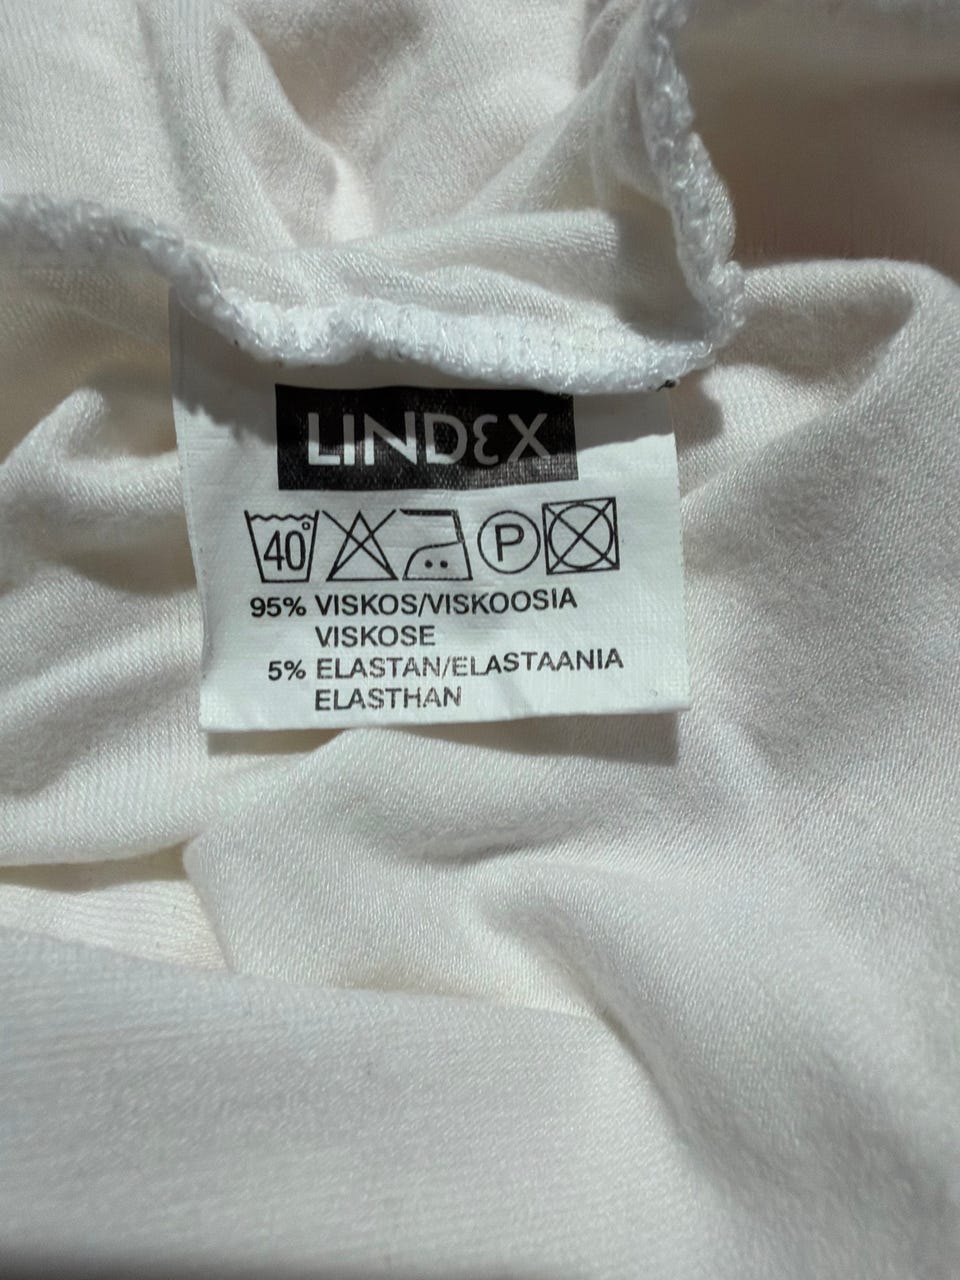 LINDEX
40° P
95% VISKOS/VISKOOSIA
VISKOSE
5% ELASTAN/ELASTAANIA
ELASTHAN